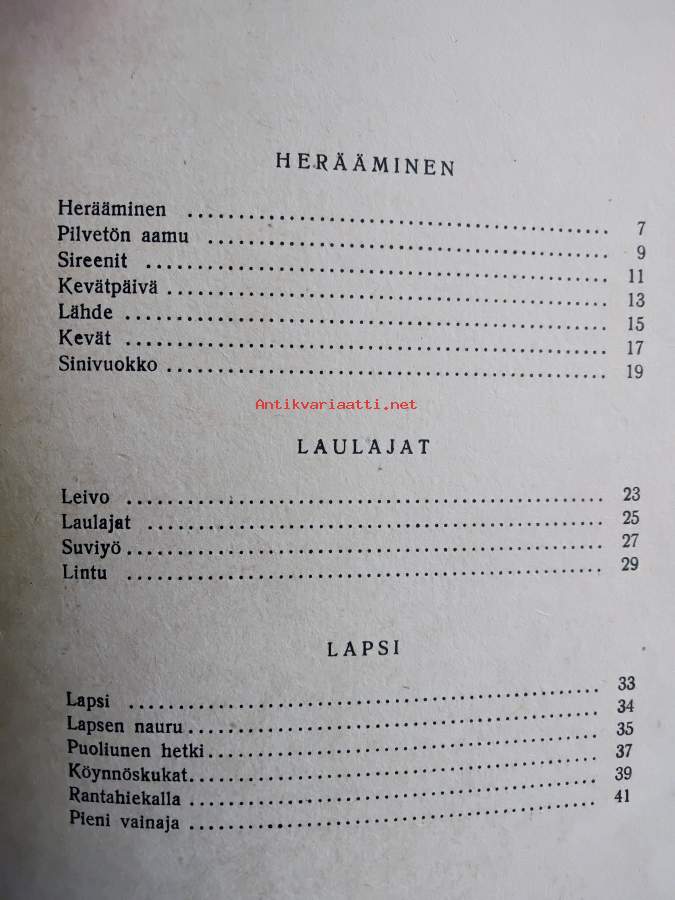 HERÄÄMINEN
Herääminen ........................................ 7
Pilvetön aamu ...................................... 9
Sireenit ............................................ 11
Kevätpäivä .......................................... 13
Lähde .............................................. 15
Kevät .............................................. 17
Sinivuokko .......................................... 19
Antikvariaatti.net
LAULAJAT
Leivo .............................................. 23
Laulajat ............................................ 25
Suviyö .............................................. 27
Lintu .............................................. 29
LAPSI
Lapsi .............................................. 33
Lapsen nauru ........................................ 34
Puoliunen hetki ...................................... 35
Köynnöskukat ........................................ 37
Rantahiekalla ........................................ 39
Pieni vainaja ........................................ 41